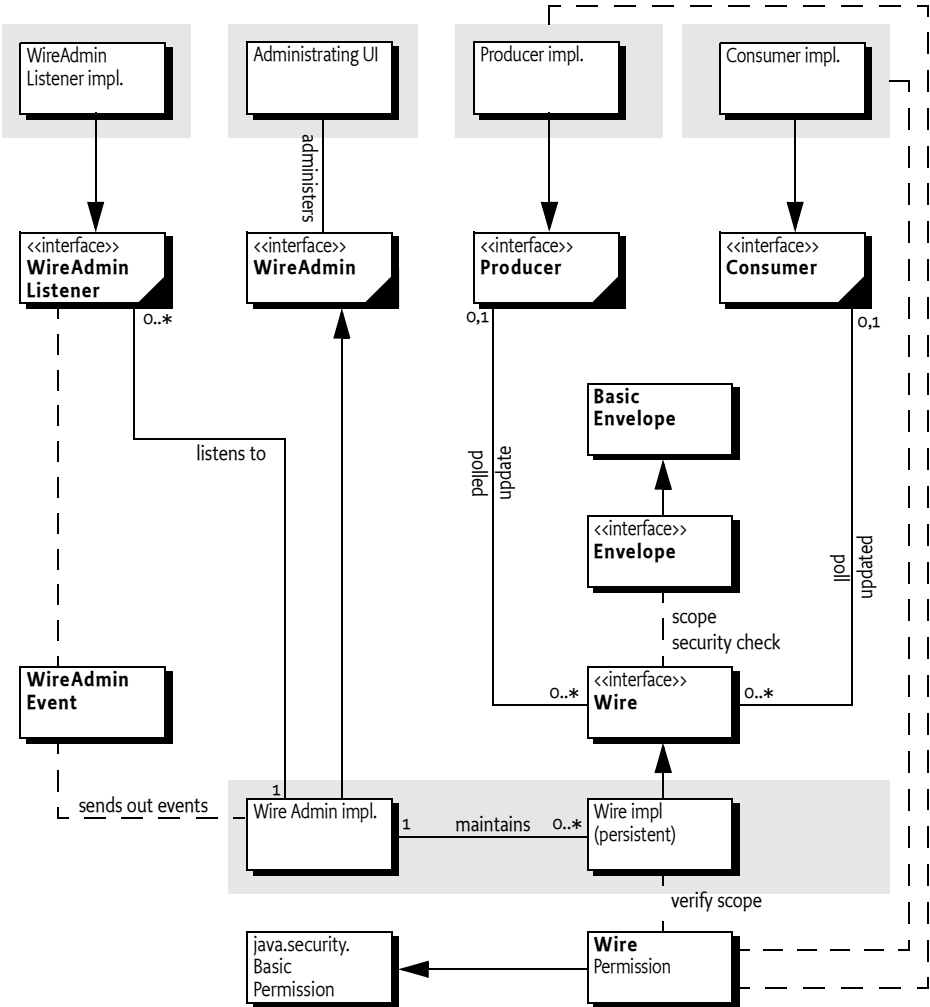 WireAdmin
Listener impl.
Administrating UI
Producer impl.
Consumer impl.
administers
<<interface>>
WireAdmin
Listener
<<interface>>
WireAdmin
<<interface>>
Producer
<<interface>>
Consumer
0..*
0,1
0,1
Basic
Envelope
listens to
polled
update
<<interface>>
Envelope
poll
updated
scope
security check
WireAdmin
Event
0..*
<<interface>>
Wire
0..*
1
sends out events
Wire Admin impl.
1
maintains
0..*
Wire impl
(persistent)
verify scope
java.security.
Basic
Permission
Wire
Permission